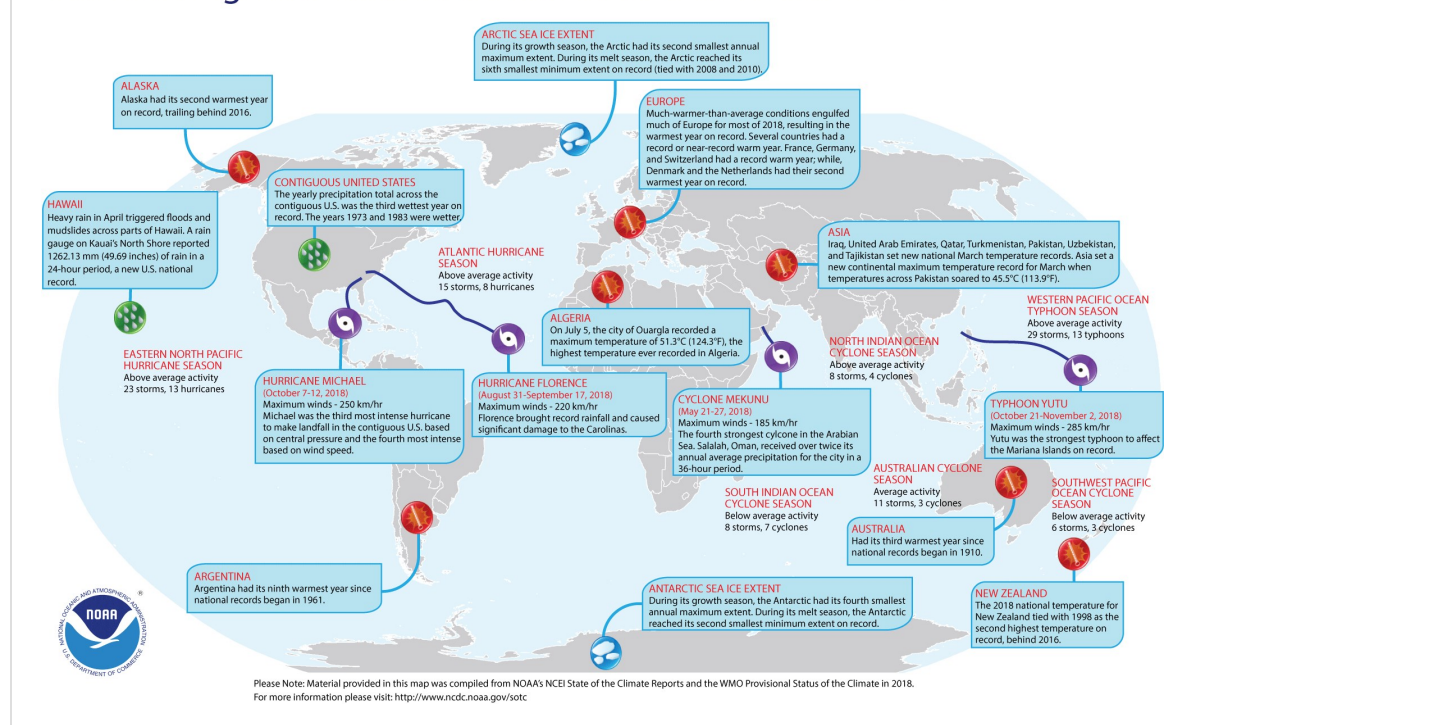 ARCTIC SEA ICE EXTENT
During its growth season, the Arctic had its second smallest annual
maximum extent. During its melt season, the Arctic reached its
sixth smallest minimum extent on record (tied with 2008 and 2010).
ALASKA
Alaska had its second warmest year
on record, trailing behind 2016.
EUROPE
Much-warmer-than-average conditions engulfed
much of Europe for most of 2018, resulting in the
warmest year on record. Several countries had a
record or near-record warm year. France, Germany,
and Switzerland had a record warm year; while,
Denmark and the Netherlands had their second
warmest year on record.
CONTIGUOUS UNITED STATES
The yearly precipitation total across the
contiguous U.S. was the third wettest year on
record. The years 1973 and 1983 were wetter.
HAWAII
Heavy rain in April triggered floods and
mudslides across parts of Hawaii. A rain
gauge on Kauai's North Shore reported
1262.13 mm (49.69 inches) of rain in a
24-hour period, a new U.S. national
record.
ASIA
Iraq, United Arab Emirates, Qatar, Turkmenistan, Pakistan, Uzbekistan,
and Tajikistan set new national March temperature records. Asia set a
new continental maximum temperature record for March when
temperatures across Pakistan soared to 45.5°C (113.9°F).
ATLANTIC HURRICANE
SEASON
Above average activity
15 storms, 8 hurricanes
WESTERN PACIFIC OCEAN
TYPHOON SEASON
Above average activity
29 storms, 13 typhoons
ALGERIA
On July 5, the city of Ouargla recorded a
maximum temperature of 51.3°C (124.3°F), the
highest temperature ever recorded in Algeria.
NORTH INDIAN OCEAN
CYCLONE SEASON
Above average activity
8 storms, 4 cyclones
EASTERN NORTH PACIFIC
HURRICANE SEASON
Above average activity
23 storms, 13 hurricanes
HURRICANE MICHAEL
(October 7-12, 2018)
Maximum winds - 250 km/hr
Michael was the third most intense hurricane
to make landfall in the contiguous U.S. based
on central pressure and the fourth most intense
based on wind speed.
HURRICANE FLORENCE
(August 31-September 17, 2018)
Maximum winds - 220 km/hr
Florence brought record rainfall and caused
significant damage to the Carolinas.
CYCLONE MEKUNU
(May 21-27, 2018)
Maximum winds - 185 km/hr
The fourth strongest cylcone in the Arabian
Sea. Salalah, Oman, received over twice its
annual average precipitation for the city in a
36-hour period.
TYPHOON YUTU
(October 21-November 2, 2018)
Maximum winds - 285 km/hr
Yutu was the strongest typhoon to affect
the Mariana Islands on record.
AUSTRALIAN CYCLONE
SEASON
Average activity
11 storms, 3 cyclones
SOUTH INDIAN OCEAN
CYCLONE SEASON
Below average activity
8 storms, 7 cyclones
SOUTHWEST PACIFIC
OCEAN CYCLONE
SEASON
Below average activity
6 storms, 3 cyclones
AUSTRALIA
Had its third warmest year since
national records began in 1910.
ARGENTINA
Argentina had its ninth warmest year since
national records began in 1961.
ANTARCTIC SEA ICE EXTENT
During its growth season, the Antarctic had its fourth smallest
annual maximum extent. During its melt season, the Antarctic
reached its second smallest minimum extent on record.
NEW ZEALAND
The 2018 national temperature for
New Zealand tied with 1998 as the
second highest temperature on
record, behind 2016.
NATIONAL OCEANIC AND ATMOSPHERIC ADMINISTRATION
®
NOAA
U.S. DEPARTMENT OF COMMERCE
Please Note: Material provided in this map was compiled from NOAA's NCEI State of the Climate Reports and the WMO Provisional Status of the Climate in 2018.
For more information please visit: http://www.ncdc.noaa.gov/sotc